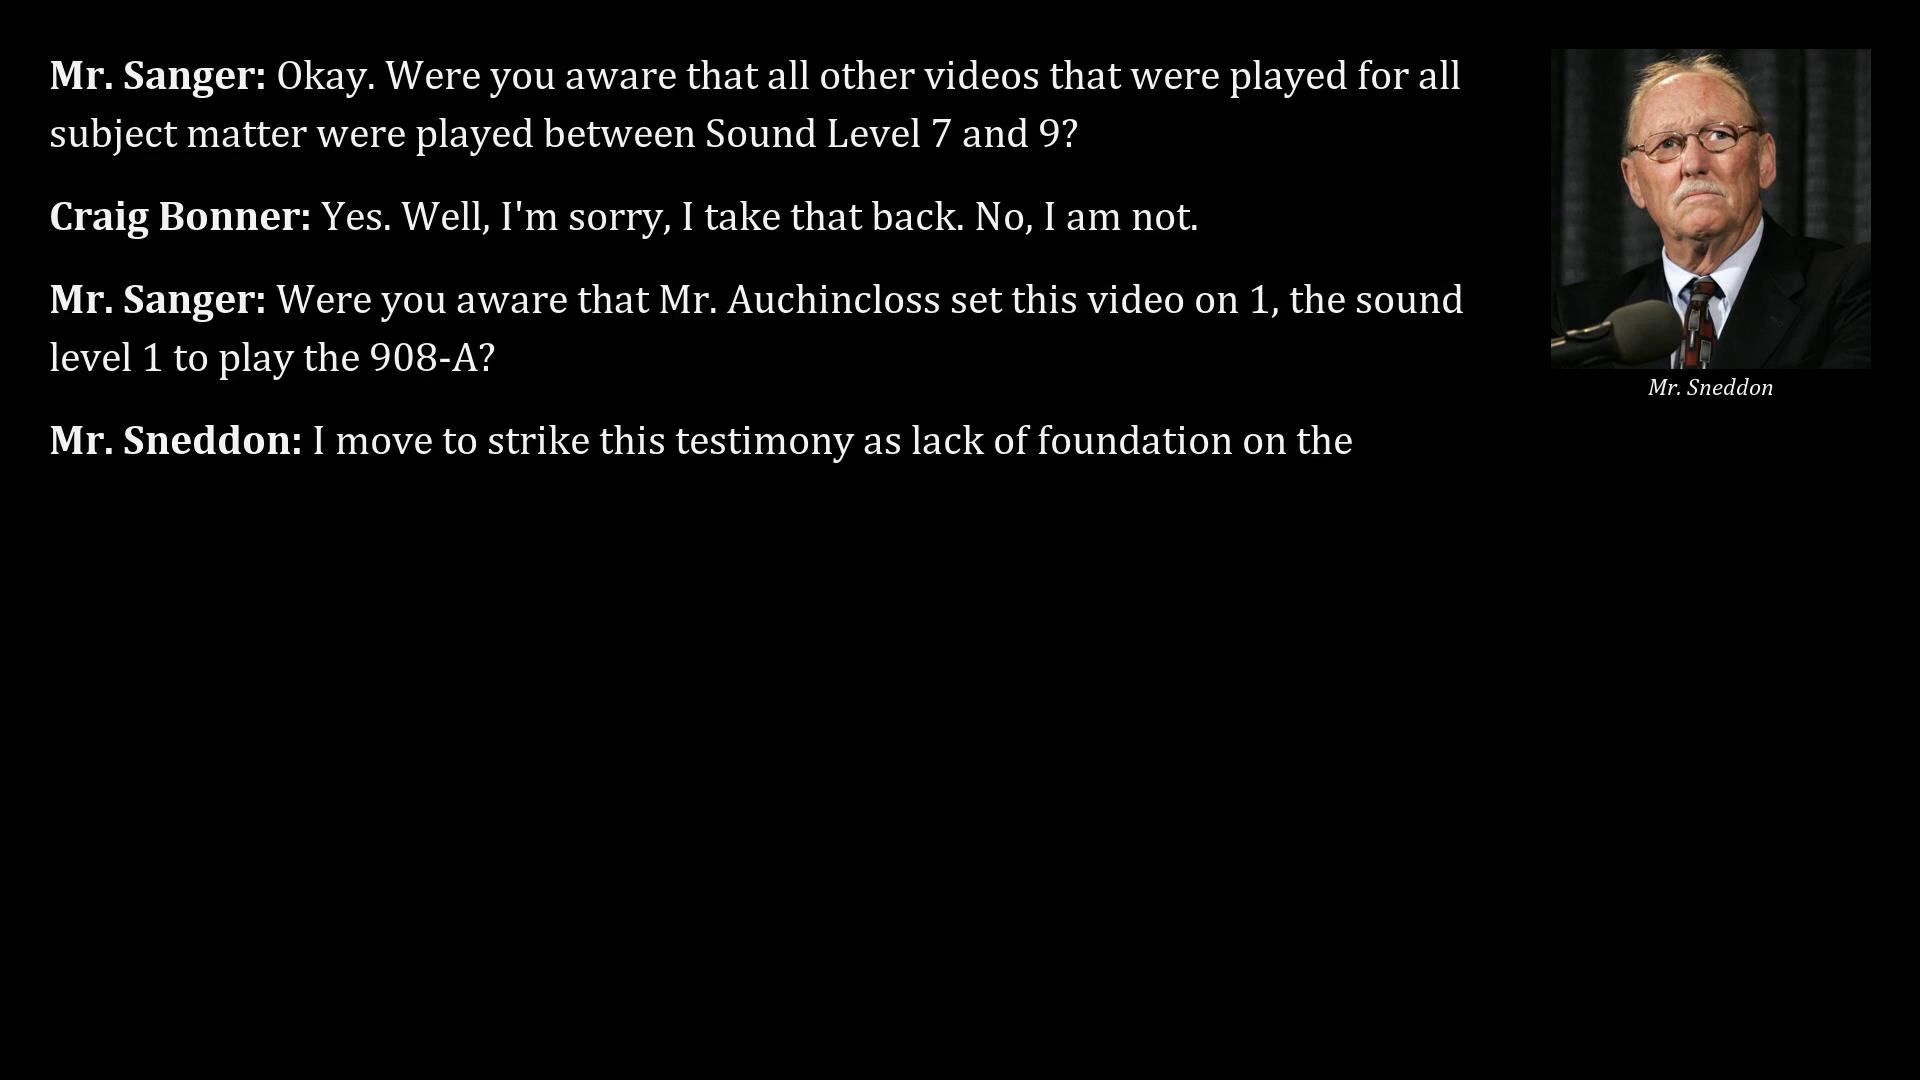 Mr. Sanger: Okay. Were you aware that all other videos that were played for all
subject matter were played between Sound Level 7 and 9?
Craig Bonner: Yes. Well, I'm sorry, I take that back. No, I am not.
Mr. Sanger: Were you aware that Mr. Auchincloss set this video on 1, the sound
level 1 to play the 908-A?
Mr. Sneddon: I move to strike this testimony as lack of foundation on the
Mr. Sneddon